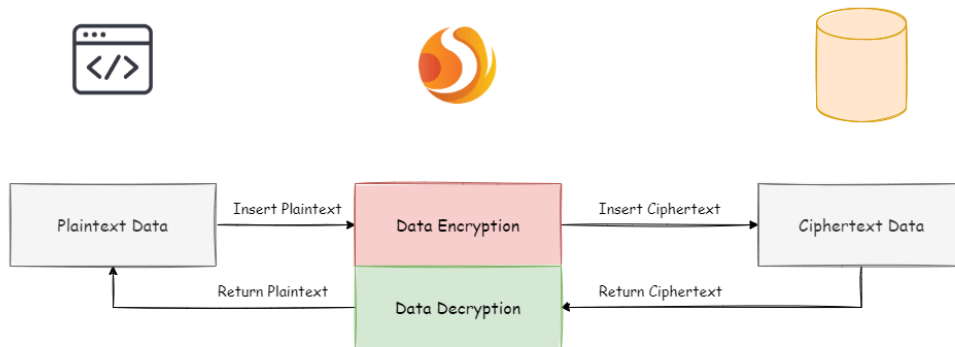 </>
Insert Plaintext
Insert Ciphertext
Plaintext Data
Data Encryption
Ciphertext Data
Return Plaintext
Return Ciphertext
Data Decryption